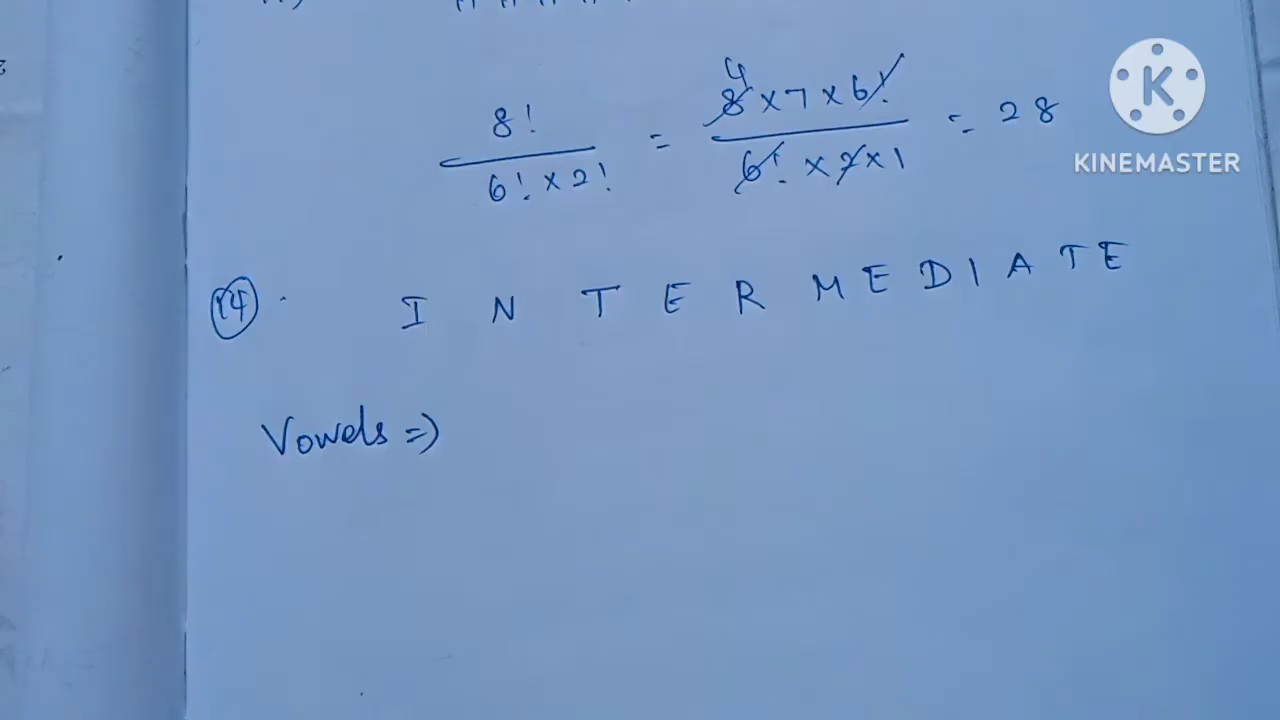 8! / 6! x 2! = 8 4 x 7 x 6! / 6! x 2 x 1 = 28
K
KINEMASTER
14. I N T E R M E D I A T E
Vowels =>